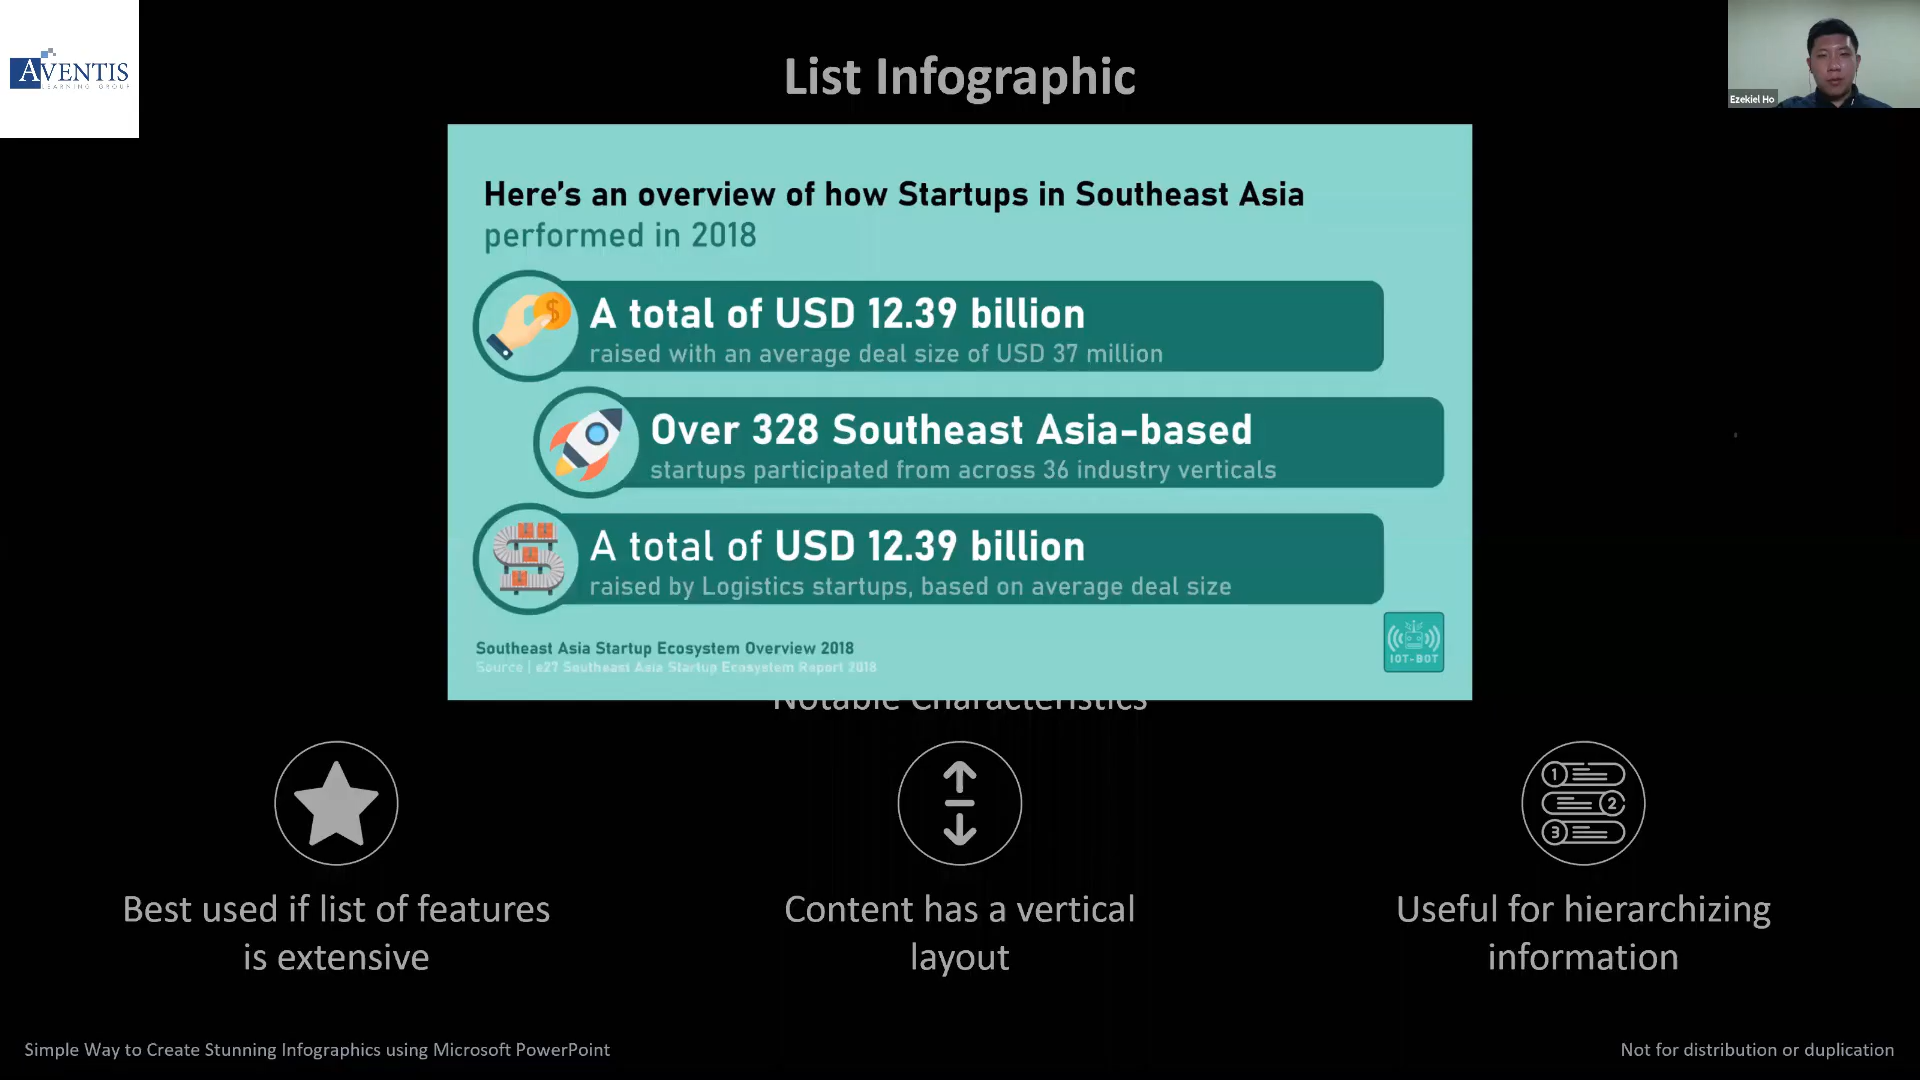 AVENTIS
LEARNING GROUP
List Infographic
Ezekiel Ho
Here's an overview of how Startups in Southeast Asia
performed in 2018
$
A total of USD 12.39 billion
raised with an average deal size of USD 37 million
Over 328 Southeast Asia-based
startups participated from across 36 industry verticals
A total of USD 12.39 billion
raised by Logistics startups, based on average deal size
Southeast Asia Startup Ecosystem Overview 2018
Source | e27 Southeast Asia Startup Ecosystem Report 2018
IOT-BOT
Notable Characteristics
1
2
3
Best used if list of features
is extensive
Content has a vertical
layout
Useful for hierarchizing
information
Simple Way to Create Stunning Infographics using Microsoft PowerPoint
Not for distribution or duplication